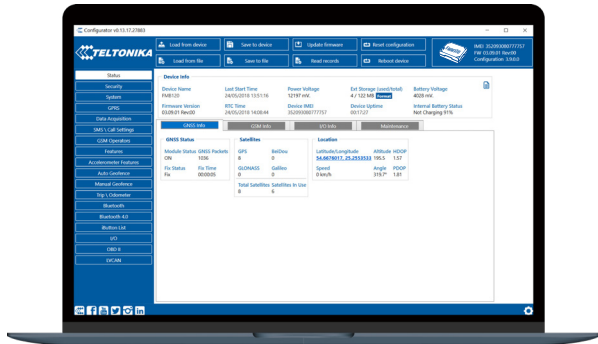 Configurator v0.13.17.27883
TELTONIKA
Load from device
Save to device
Update firmware
Reset configuration
Load from file
Save to file
Read records
Reboot device
IMEI 352093080777757
FW 03.09.01 Rev:00
Configuration 3.9.0.0
Status
Security
System
GPRS
Data Acquisition
SMS \ Call Settings
GSM Operators
Features
Accelerometer Features
Auto Geofence
Manual Geofence
Trip \ Odometer
Bluetooth
Bluetooth 4.0
iButton List
I/O
OBD II
LVCAN
Device Info
Device Name
FMB120
Last Start Time
24/05/2018 13:51:16
Power Voltage
12197 mV.
Ext Storage (used/total)
4 / 122 MB Format
Battery Voltage
4028 mV.
Firmware Version
03.09.01 Rev:00
RTC Time
24/05/2018 14:08:44
Device IMEI
352093080777757
Device Uptime
00:17:27
Internal Battery Status
Not Charging 91%
GNSS Info
GSM Info
I/O Info
Maintenance
GNSS Status
Module Status GNSS Packets
ON 1036
Fix Status Fix Time
Fix 00:00:05
Satellites
GPS BeiDou
8 0
GLONASS Galileo
0 0
Total Satellites Satellites In Use
8 6
Location
Latitude/Longitude Altitude HDOP
54.6678017, 25.2553533 195.5 1.57
Speed Angle PDOP
0 km/h 319.7° 1.81